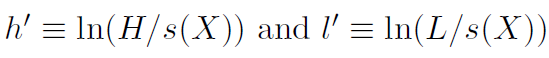 h′ ≡ ln(H/s(X)) and l′ ≡ ln(L/s(X))